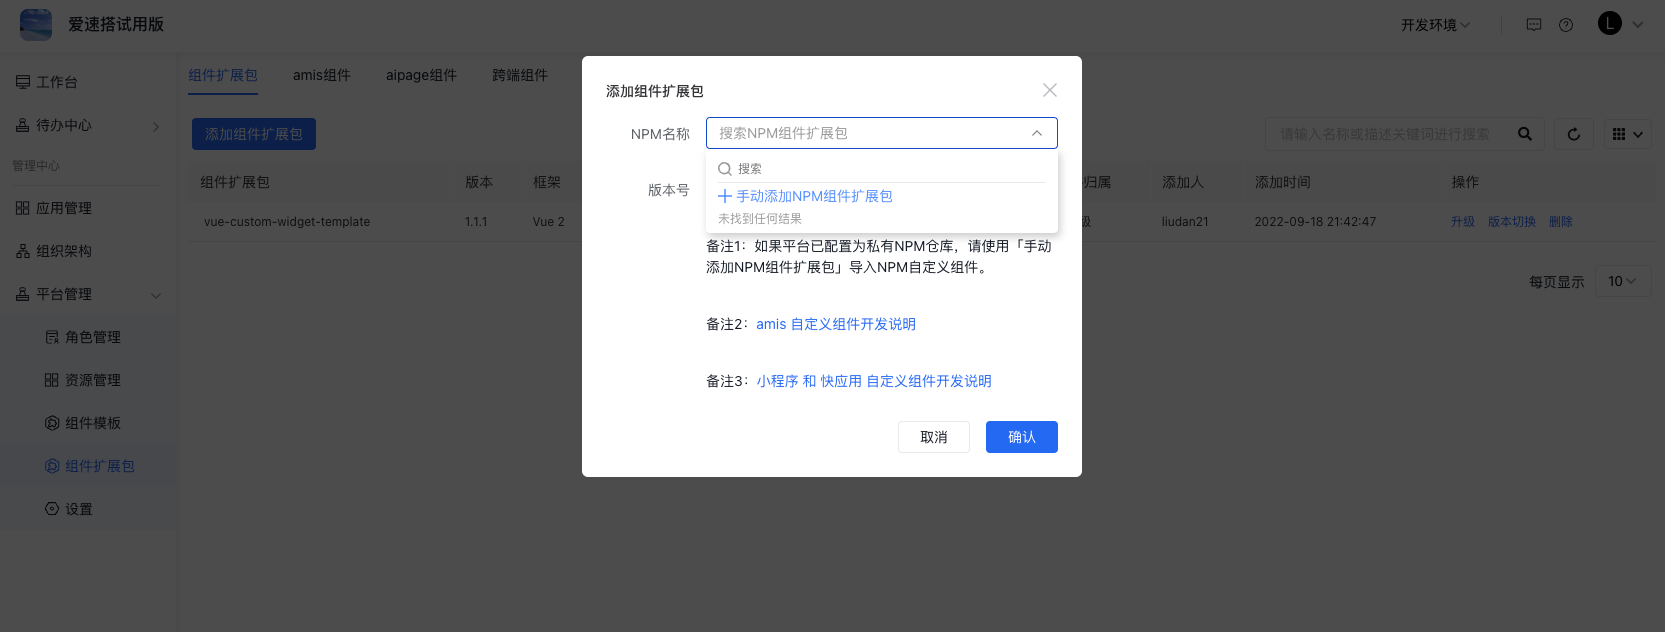 爱速搭试用版
开发环境
L
工作台
待办中心
管理中心
应用管理
组织架构
平台管理
角色管理
资源管理
组件模板
组件扩展包
设置
组件扩展包 amis组件 aipage组件 跨端组件
添加组件扩展包
请输入名称或描述关键词进行搜索
组件扩展包 版本 框架 归属 添加人 添加时间 操作
vue-custom-widget-template 1.1.1 Vue 2 级 liudan21 2022-09-18 21:42:47 升级 版本切换 删除
每页显示 10
添加组件扩展包
NPM名称 搜索NPM组件扩展包
搜索
手动添加NPM组件扩展包
未找到任何结果
版本号
备注1：如果平台已配置为私有NPM仓库，请使用「手动
添加NPM组件扩展包」导入NPM自定义组件。
备注2：amis 自定义组件开发说明
备注3：小程序 和 快应用 自定义组件开发说明
取消 确认